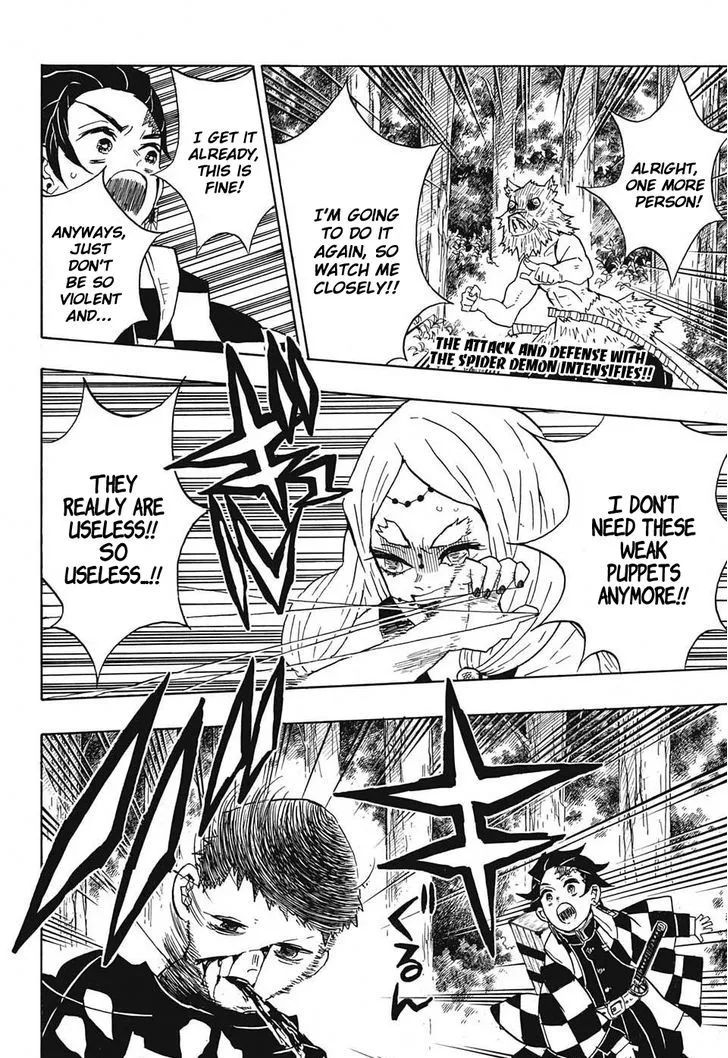 ALRIGHT,
ONE MORE
PERSON!
I'M GOING
TO DO IT
AGAIN, SO
WATCH ME
CLOSELY!!
THE ATTACK AND DEFENSE WITH
THE SPIDER DEMON INTENSIFIES!!
I GET IT
ALREADY,
THIS IS
FINE!
ANYWAYS,
JUST
DON'T
BE SO
VIOLENT
AND...
I DON'T
NEED THESE
WEAK
PUPPETS
ANYMORE!!
THEY
REALLY ARE
USELESS!!
SO
USELESS...!!
ぐるん